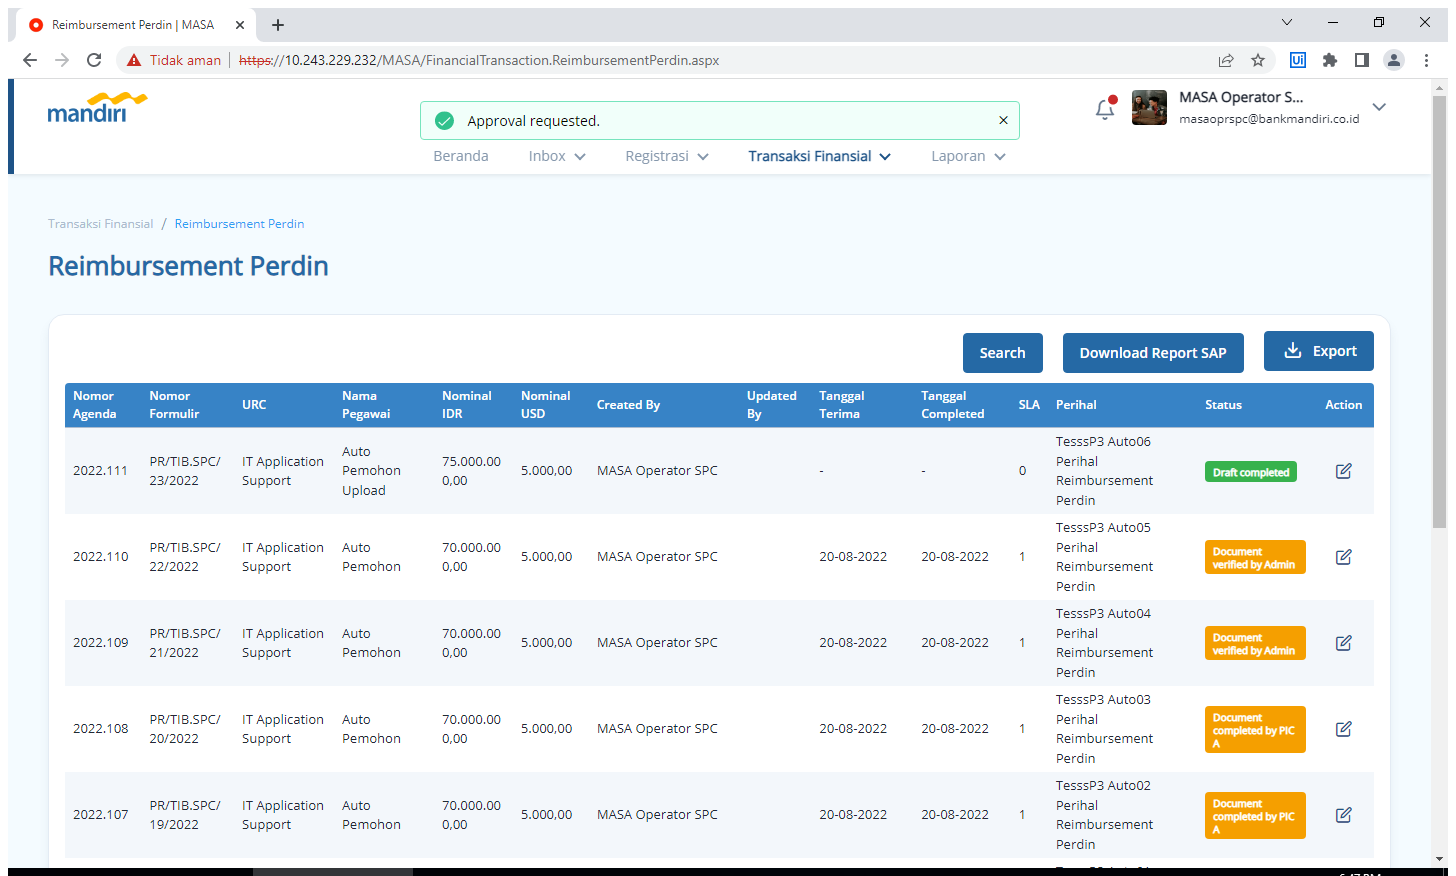 Reimbursement Perdin | MASA
Tidak aman
https://10.243.229.232/MASA/FinancialTransaction.ReimbursementPerdin.aspx
Ui
mandiri
Approval requested.
MASA Operator S...
masaoprspc@bankmandiri.co.id
Beranda Inbox Registrasi Transaksi Finansial Laporan
Transaksi Finansial / Reimbursement Perdin
Reimbursement Perdin
Search Download Report SAP Export
Nomor Agenda Nomor Formulir URC Nama Pegawai Nominal IDR Nominal USD Created By Updated By Tanggal Terima Tanggal Completed SLA Perihal Status Action
2022.111 PR/TIB.SPC/23/2022 IT Application Support Auto Pemohon Upload 75.000.000,00 5.000,00 MASA Operator SPC - - 0 TesssP3 Auto06 Perihal Reimbursement Perdin Draft completed
2022.110 PR/TIB.SPC/22/2022 IT Application Support Auto Pemohon 70.000.000,00 5.000,00 MASA Operator SPC 20-08-2022 20-08-2022 1 TesssP3 Auto05 Perihal Reimbursement Perdin Document verified by Admin
2022.109 PR/TIB.SPC/21/2022 IT Application Support Auto Pemohon 70.000.000,00 5.000,00 MASA Operator SPC 20-08-2022 20-08-2022 1 TesssP3 Auto04 Perihal Reimbursement Perdin Document verified by Admin
2022.108 PR/TIB.SPC/20/2022 IT Application Support Auto Pemohon 70.000.000,00 5.000,00 MASA Operator SPC 20-08-2022 20-08-2022 1 TesssP3 Auto03 Perihal Reimbursement Perdin Document completed by PIC A
2022.107 PR/TIB.SPC/19/2022 IT Application Support Auto Pemohon 70.000.000,00 5.000,00 MASA Operator SPC 20-08-2022 20-08-2022 1 TesssP3 Auto02 Perihal Reimbursement Perdin Document completed by PIC A